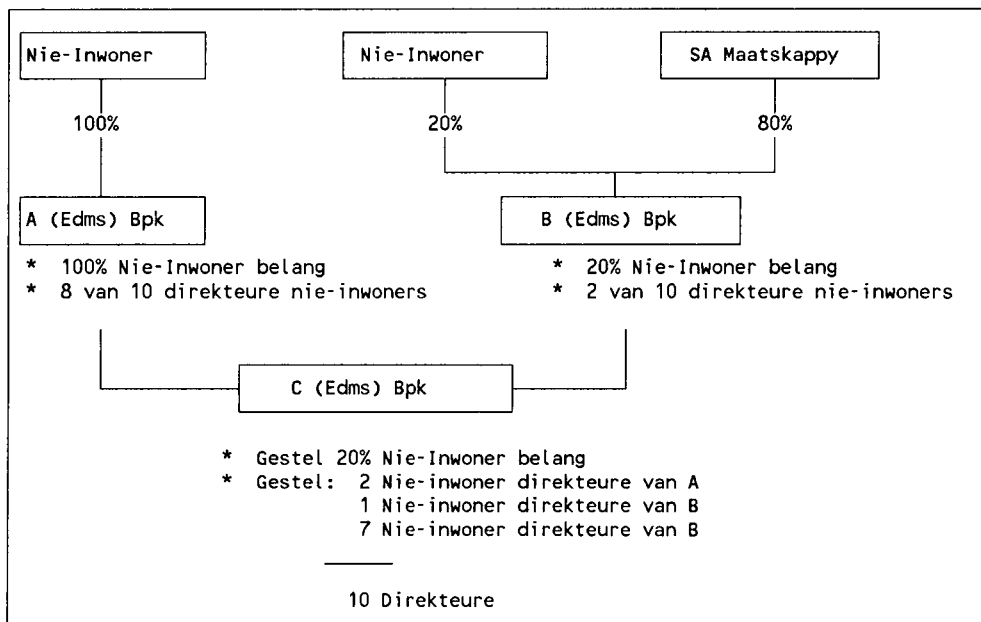 Nie-Inwoner Nie-Inwoner SA Maatskappy
100% 20% 80%
A (Edms) Bpk B (Edms) Bpk
* 100% Nie-Inwoner belang * 20% Nie-Inwoner belang
* 8 van 10 direkteure nie-inwoners * 2 van 10 direkteure nie-inwoners
C (Edms) Bpk
* Gestel 20% Nie-Inwoner belang
* Gestel: 2 Nie-inwoner direkteure van A
1 Nie-inwoner direkteure van B
7 Nie-inwoner direkteure van B
10 Direkteure